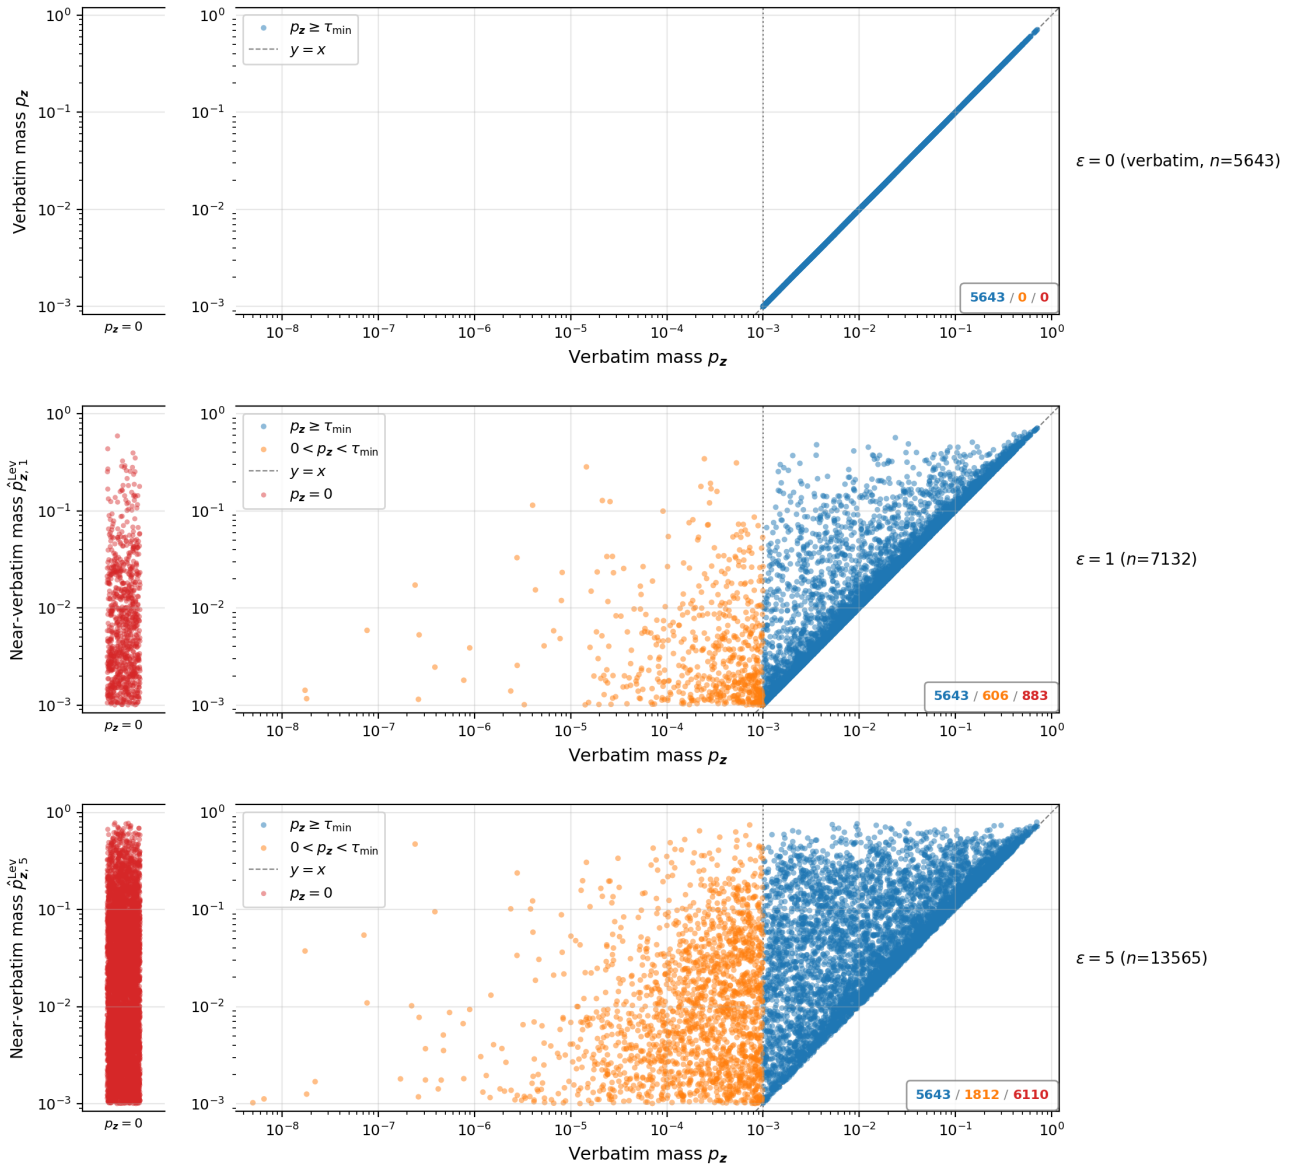 10⁰
10⁻¹
10⁻²
10⁻³
Verbatim mass p_z
p_z = 0
10⁰
10⁻¹
10⁻²
10⁻³
p_z ≥ τ_min
y = x
5643 / 0 / 0
10⁻⁸ 10⁻⁷ 10⁻⁶ 10⁻⁵ 10⁻⁴ 10⁻³ 10⁻² 10⁻¹ 10⁰
Verbatim mass p_z
ε = 0 (verbatim, n=5643)
10⁰
10⁻¹
10⁻²
10⁻³
Near-verbatim mass p̂_{z,1}^{Lev}
p_z = 0
10⁰
10⁻¹
10⁻²
10⁻³
p_z ≥ τ_min
0 < p_z < τ_min
y = x
p_z = 0
5643 / 606 / 883
10⁻⁸ 10⁻⁷ 10⁻⁶ 10⁻⁵ 10⁻⁴ 10⁻³ 10⁻² 10⁻¹ 10⁰
Verbatim mass p_z
ε = 1 (n=7132)
10⁰
10⁻¹
10⁻²
10⁻³
Near-verbatim mass p̂_{z,5}^{Lev}
p_z = 0
10⁰
10⁻¹
10⁻²
10⁻³
p_z ≥ τ_min
0 < p_z < τ_min
y = x
p_z = 0
5643 / 1812 / 6110
10⁻⁸ 10⁻⁷ 10⁻⁶ 10⁻⁵ 10⁻⁴ 10⁻³ 10⁻² 10⁻¹ 10⁰
Verbatim mass p_z
ε = 5 (n=13565)